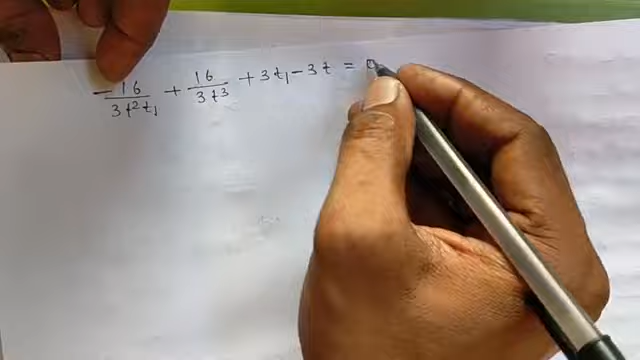 - 16/3t²t₁ + 16/3t³ + 3t₁ - 3t = 0